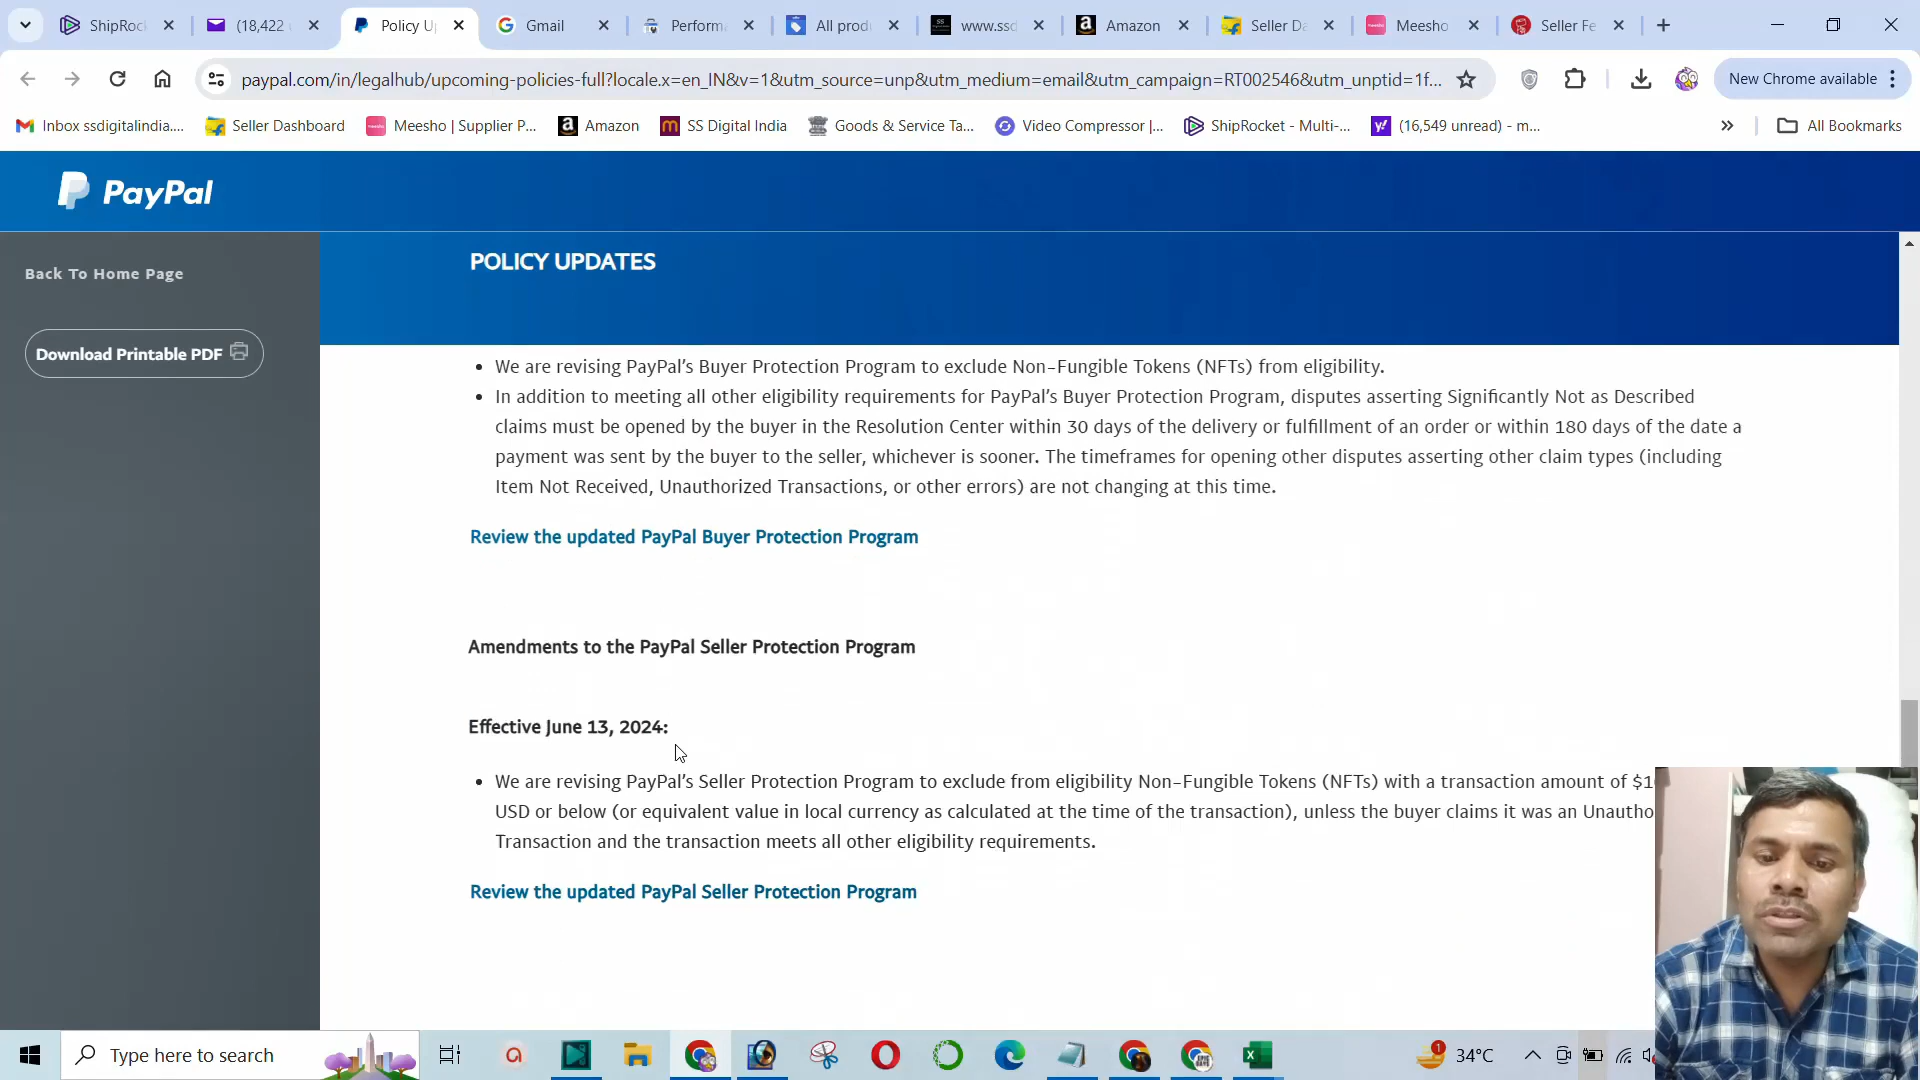 ShipRoc
(18,422
Policy U
Gmail
Perform
All prod
www.ssd
Amazon
Seller Da
Meesho
Seller Fe
paypal.com/in/legalhub/upcoming-policies-full?locale.x=en_IN&v=1&utm_source=unp&utm_medium=email&utm_campaign=RT002546&utm_unptid=1f...
New Chrome available
Inbox ssdigitalindia....
Seller Dashboard
Meesho | Supplier P...
Amazon
SS Digital India
Goods & Service Ta...
Video Compressor |...
ShipRocket - Multi-...
(16,549 unread) - m...
All Bookmarks
PayPal
Back To Home Page
Download Printable PDF
POLICY UPDATES
• We are revising PayPal's Buyer Protection Program to exclude Non-Fungible Tokens (NFTs) from eligibility.
• In addition to meeting all other eligibility requirements for PayPal's Buyer Protection Program, disputes asserting Significantly Not as Described
claims must be opened by the buyer in the Resolution Center within 30 days of the delivery or fulfillment of an order or within 180 days of the date a
payment was sent by the buyer to the seller, whichever is sooner. The timeframes for opening other disputes asserting other claim types (including
Item Not Received, Unauthorized Transactions, or other errors) are not changing at this time.
Review the updated PayPal Buyer Protection Program
Amendments to the PayPal Seller Protection Program
Effective June 13, 2024:
• We are revising PayPal's Seller Protection Program to exclude from eligibility Non-Fungible Tokens (NFTs) with a transaction amount of
USD or below (or equivalent value in local currency as calculated at the time of the transaction), unless the buyer claims it was an Unautho
Transaction and the transaction meets all other eligibility requirements.
Review the updated PayPal Seller Protection Program
Type here to search
34°C